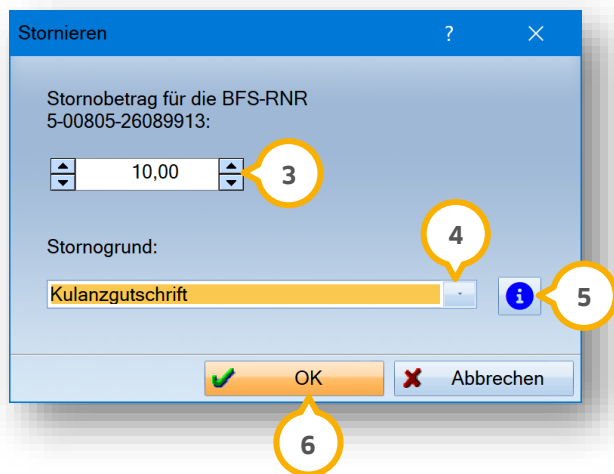 Stornieren ?
Stornobetrag für die BFS-RNR
5-00805-26089913:
10,00 3
4
Stornogrund:
Kulanzgutschrift i 5
OK Abbrechen
6